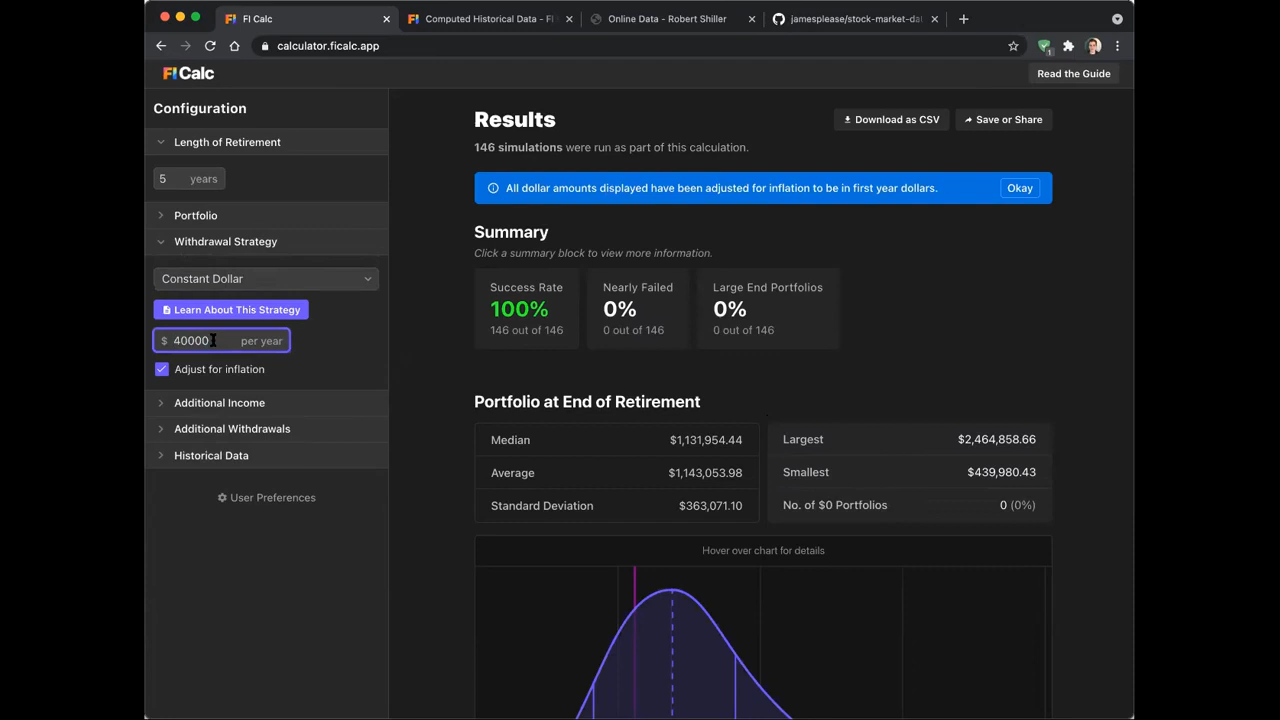 FI Calc
Computed Historical Data - FI
Online Data - Robert Shiller
jamesplease/stock-market-da
calculator.ficalc.app
1
FI Calc
Read the Guide
Configuration
Length of Retirement
5 years
Portfolio
Withdrawal Strategy
Constant Dollar
Learn About This Strategy
$ 40000 per year
Adjust for inflation
Additional Income
Additional Withdrawals
Historical Data
User Preferences
Results
Download as CSV
Save or Share
146 simulations were run as part of this calculation.
All dollar amounts displayed have been adjusted for inflation to be in first year dollars.
Okay
Summary
Click a summary block to view more information.
Success Rate
100%
146 out of 146
Nearly Failed
0%
0 out of 146
Large End Portfolios
0%
0 out of 146
Portfolio at End of Retirement
Median $1,131,954.44
Average $1,143,053.98
Standard Deviation $363,071.10
Largest $2,464,858.66
Smallest $439,980.43
No. of $0 Portfolios 0 (0%)
Hover over chart for details